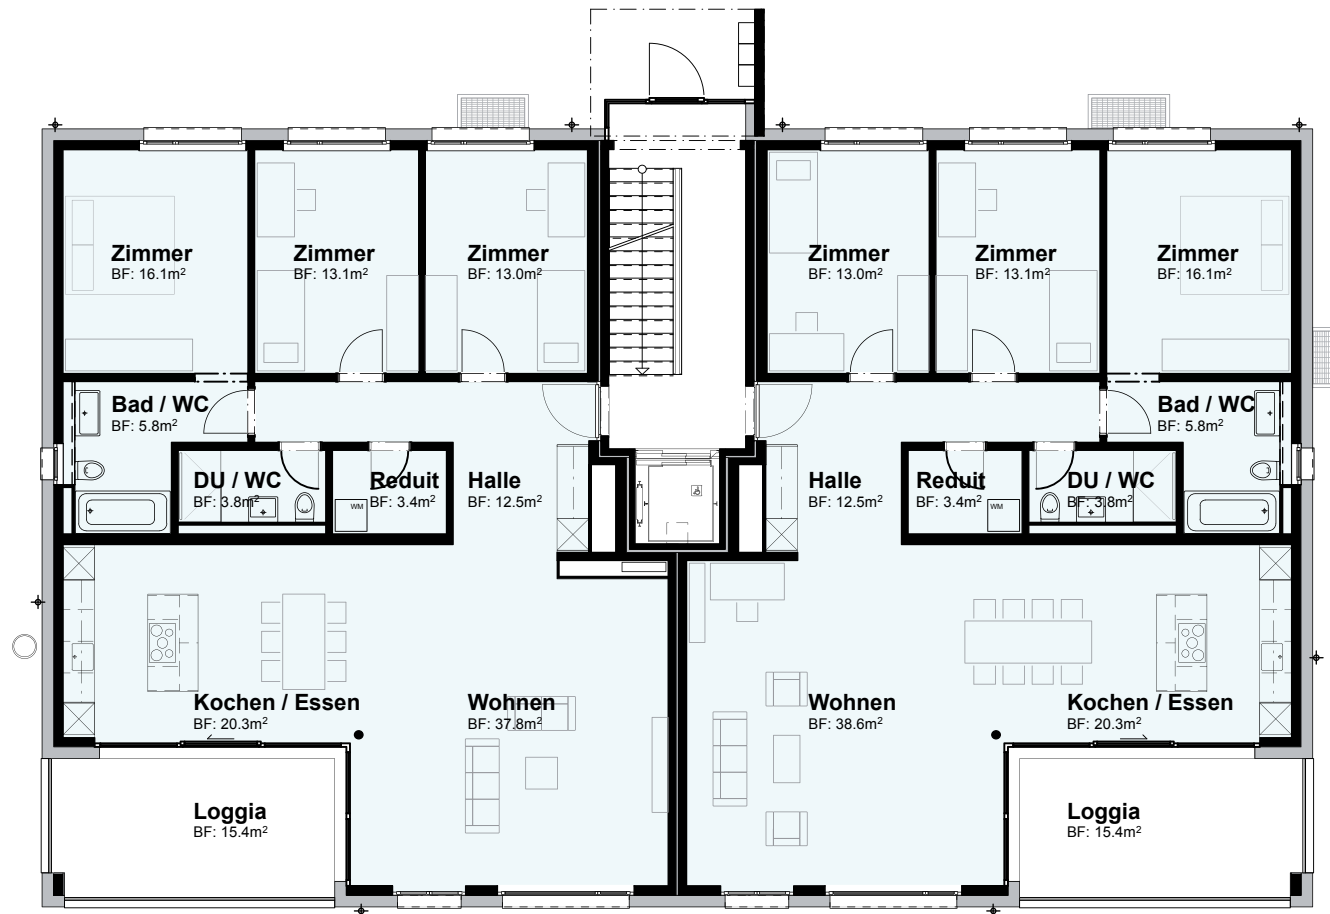 Zimmer
BF: 16.1m²
Zimmer
BF: 13.1m²
Zimmer
BF: 13.0m²
Zimmer
BF: 13.0m²
Zimmer
BF: 13.1m²
Zimmer
BF: 16.1m²
Bad / WC
BF: 5.8m²
Bad / WC
BF: 5.8m²
DU / WC
BF: 3.8m²
Reduit
BF: 3.4m²
WM
Halle
BF: 12.5m²
Halle
BF: 12.5m²
Reduit
BF: 3.4m²
WM
DU / WC
BF: 3.8m²
Kochen / Essen
BF: 20.3m²
Wohnen
BF: 37.8m²
Wohnen
BF: 38.6m²
Kochen / Essen
BF: 20.3m²
Loggia
BF: 15.4m²
Loggia
BF: 15.4m²